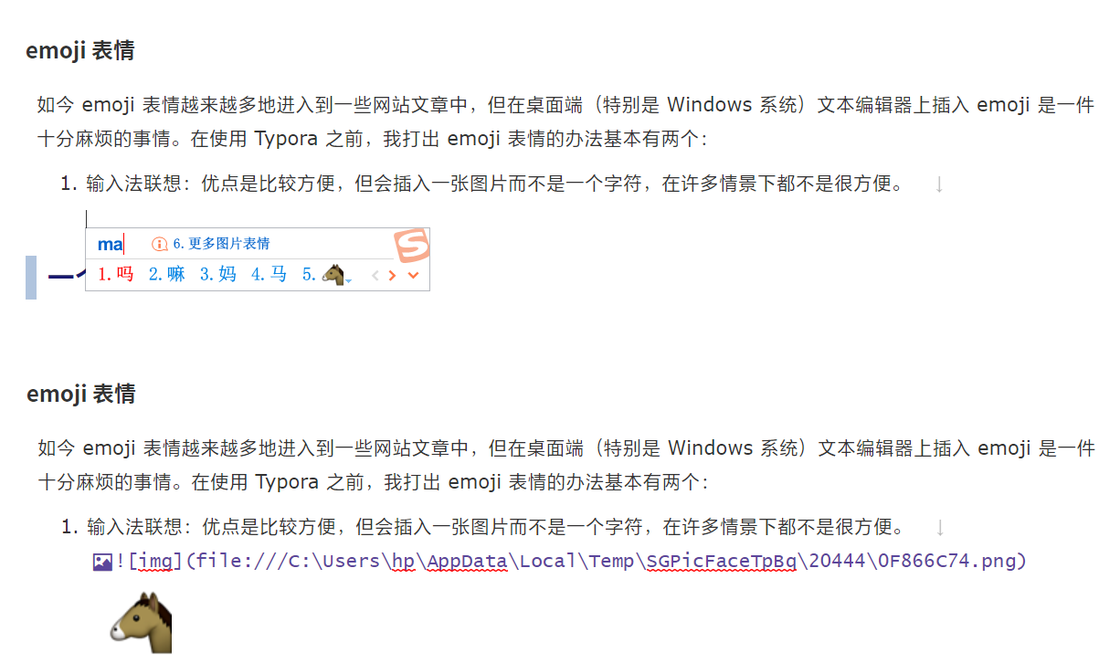 emoji 表情
如今 emoji 表情越来越多地进入到一些网站文章中，但在桌面端（特别是 Windows 系统）文本编辑器上插入 emoji 是一件
十分麻烦的事情。在使用 Typora 之前，我打出 emoji 表情的办法基本有两个：
1. 输入法联想：优点是比较方便，但会插入一张图片而不是一个字符，在许多情景下都不是很方便。 ↓
ma 6. 更多图片表情
1. 吗 2. 嘛 3. 妈 4. 马 5. 🐴
emoji 表情
如今 emoji 表情越来越多地进入到一些网站文章中，但在桌面端（特别是 Windows 系统）文本编辑器上插入 emoji 是一件
十分麻烦的事情。在使用 Typora 之前，我打出 emoji 表情的办法基本有两个：
1. 输入法联想：优点是比较方便，但会插入一张图片而不是一个字符，在许多情景下都不是很方便。 ↓
![img](file:///C:\Users\hp\AppData\Local\Temp\SGPicFaceTpBq\20444\0F866C74.png)